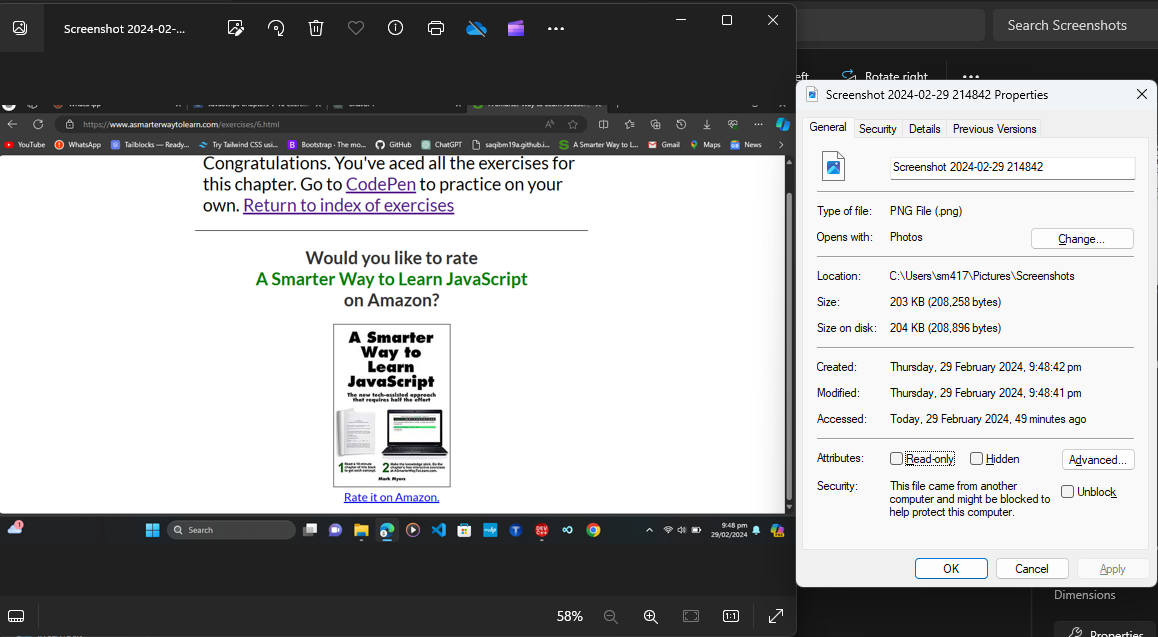 Screenshot 2024-02-...
Search Screenshots
Rotate right
https://www.asmarterwaytolearn.com/exercises/6.html
YouTube WhatsApp Tailblocks — Ready... Try Tailwind CSS usi... Bootstrap - The mo... GitHub ChatGPT saqibm19a.github.i... A Smarter Way to L... Gmail Maps News
Congratulations. You've aced all the exercises for
this chapter. Go to CodePen to practice on your
own. Return to index of exercises
Would you like to rate
A Smarter Way to Learn JavaScript
on Amazon?
A Smarter
Way to
Learn
JavaScript
The new tech-assisted approach
that requires half the effort
1
2
Mark Myers
Rate it on Amazon.
1
Search
9:48 pm
29/02/2024
58%
1:1
Screenshot 2024-02-29 214842 Properties
General Security Details Previous Versions
Screenshot 2024-02-29 214842
Type of file: PNG File (.png)
Opens with: Photos Change...
Location: C:\Users\sm417\Pictures\Screenshots
Size: 203 KB (208,258 bytes)
Size on disk: 204 KB (208,896 bytes)
Created: Thursday, 29 February 2024, 9:48:42 pm
Modified: Thursday, 29 February 2024, 9:48:41 pm
Accessed: Today, 29 February 2024, 49 minutes ago
Attributes: Read-only Hidden Advanced...
Security: This file came from another
computer and might be blocked to
help protect this computer.
Unblock
OK Cancel Apply
Dimensions
Properties